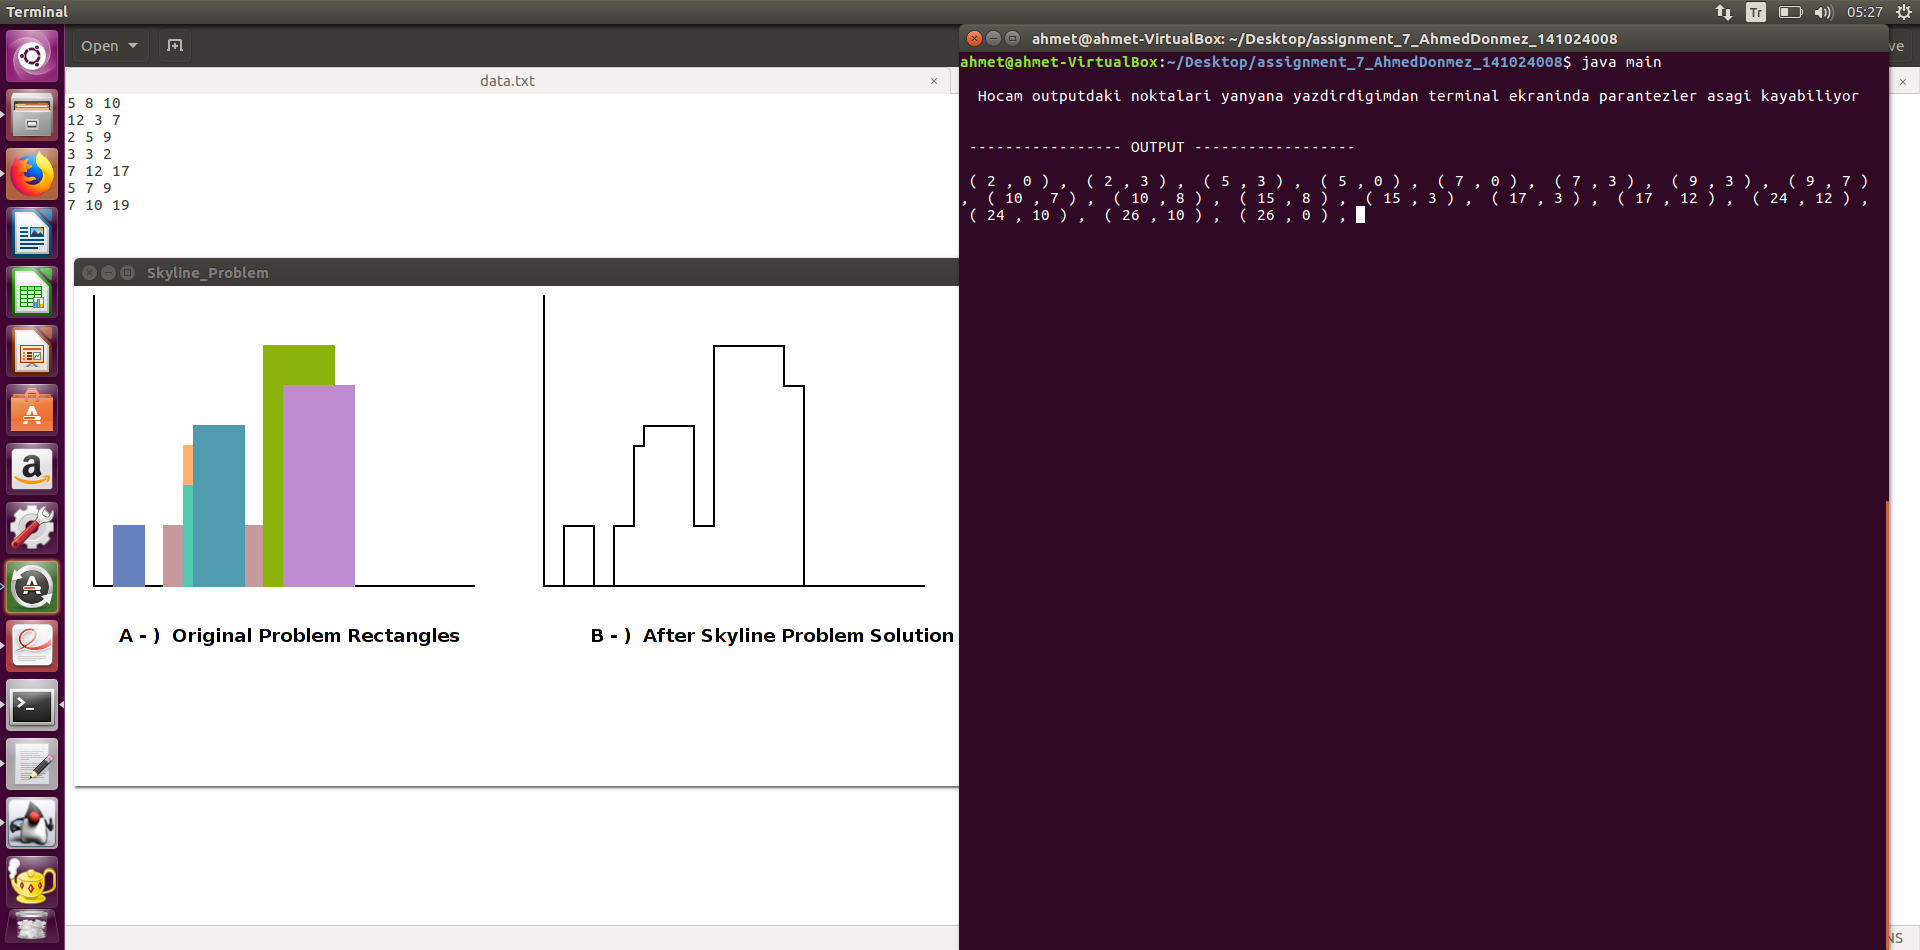 Terminal
Tr
05:27
Open
data.txt
5 8 10
12 3 7
2 5 9
3 3 2
7 12 17
5 7 9
7 10 19
Skyline_Problem
A - )  Original Problem Rectangles
B - )  After Skyline Problem Solution
ahmet@ahmet-VirtualBox: ~/Desktop/assignment_7_AhmedDonmez_141024008
ve
ahmet@ahmet-VirtualBox:~/Desktop/assignment_7_AhmedDonmez_141024008$ java main
Hocam outputdaki noktalari yanyana yazdirdigimdan terminal ekraninda parantezler asagi kayabiliyor
----------------- OUTPUT ------------------
( 2 , 0 ) ,  ( 2 , 3 ) ,  ( 5 , 3 ) ,  ( 5 , 0 ) ,  ( 7 , 0 ) ,  ( 7 , 3 ) ,  ( 9 , 3 ) ,  ( 9 , 7 )
,  ( 10 , 7 ) ,  ( 10 , 8 ) ,  ( 15 , 8 ) ,  ( 15 , 3 ) ,  ( 17 , 3 ) ,  ( 17 , 12 ) ,  ( 24 , 12 ) ,
( 24 , 10 ) ,  ( 26 , 10 ) ,  ( 26 , 0 ) ,
NS